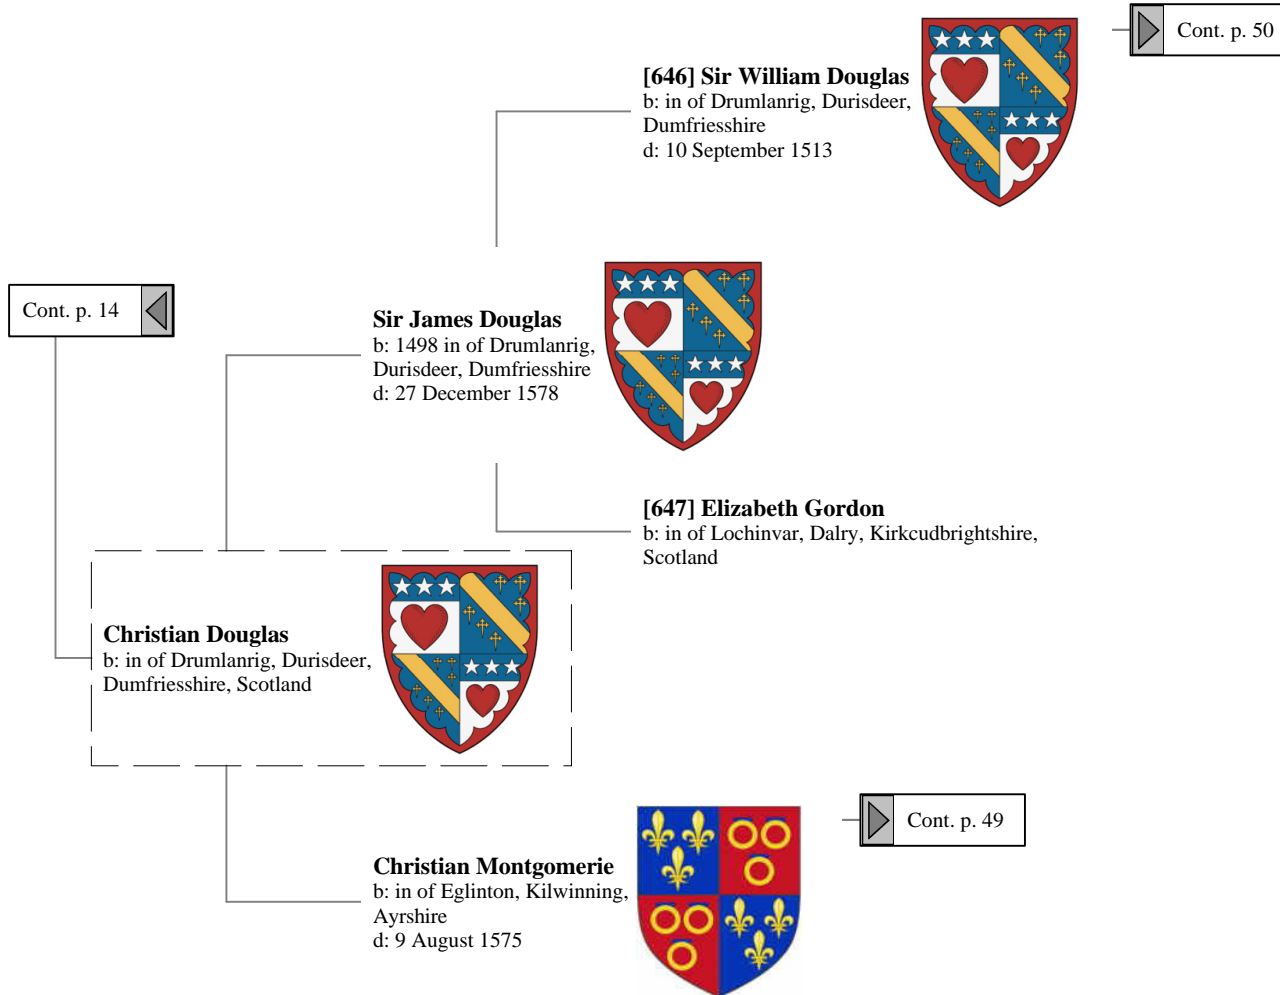 Cont. p. 50
[646] Sir William Douglas
b: in of Drumlanrig, Durisdeer,
Dumfriesshire
d: 10 September 1513
Cont. p. 14
Sir James Douglas
b: 1498 in of Drumlanrig,
Durisdeer, Dumfriesshire
d: 27 December 1578
[647] Elizabeth Gordon
b: in of Lochinvar, Dalry, Kirkcudbrightshire,
Scotland
Christian Douglas
b: in of Drumlanrig, Durisdeer,
Dumfriesshire, Scotland
Cont. p. 49
Christian Montgomerie
b: in of Eglinton, Kilwinning,
Ayrshire
d: 9 August 1575